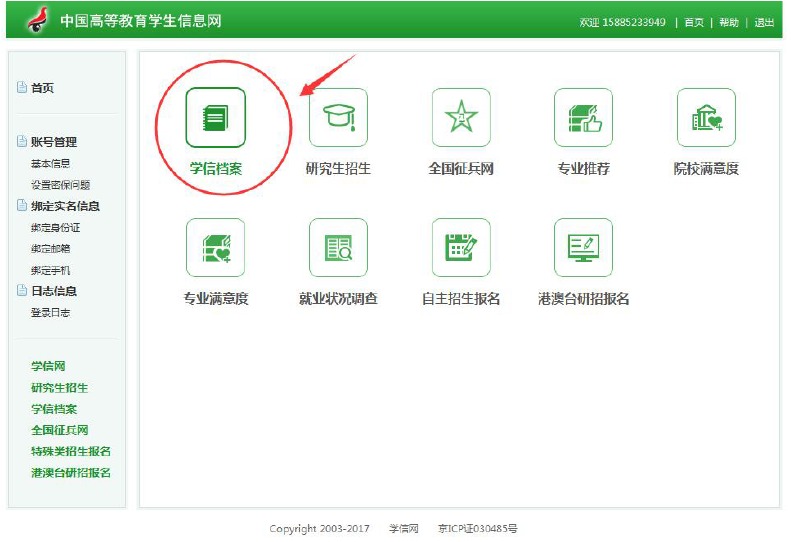 中国高等教育学生信息网
欢迎 15885233949 | 首页 | 帮助 | 退出
首页
账号管理
基本信息
设置密保问题
绑定实名信息
绑定身份证
绑定邮箱
绑定手机
日志信息
登录日志
学信网
研究生招生
学信档案
全国征兵网
特殊类招生报名
港澳台研招报名
学信档案 研究生招生 全国征兵网 专业推荐 院校满意度
专业满意度 就业状况调查 自主招生报名 港澳台研招报名
Copyright 2003-2017 学信网 京ICP证030485号